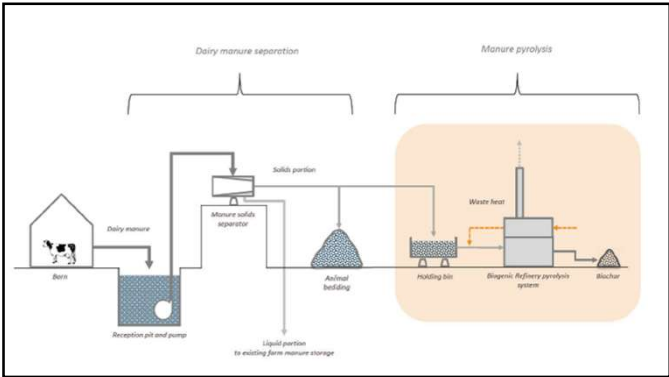 Dairy manure separation
Manure pyrolysis
Solids portion
Waste heat
Dairy manure
Manure solids
separator
Barn
Animal
bedding
Holding bin
Biogenic Refinery pyrolysis
system
Biochar
Reception pit and pump
Liquid portion
to existing farm manure storage